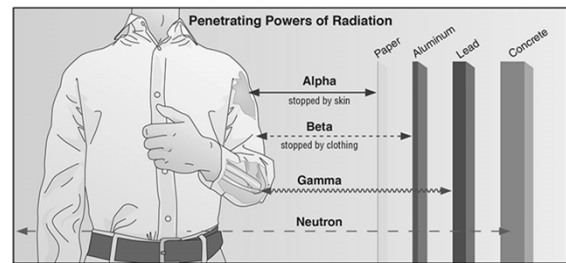 Penetrating Powers of Radiation
Paper
Aluminum
Lead
Concrete
Alpha
stopped by skin
Beta
stopped by clothing
Gamma
Neutron